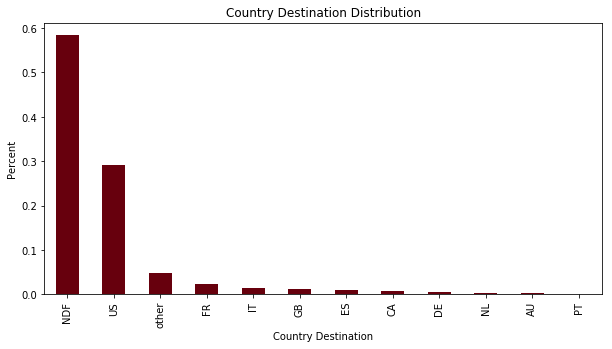 Country Destination Distribution
Percent
0.6
0.5
0.4
0.3
0.2
0.1
0.0
NDF
US
other
FR
IT
GB
ES
CA
DE
NL
AU
PT
Country Destination